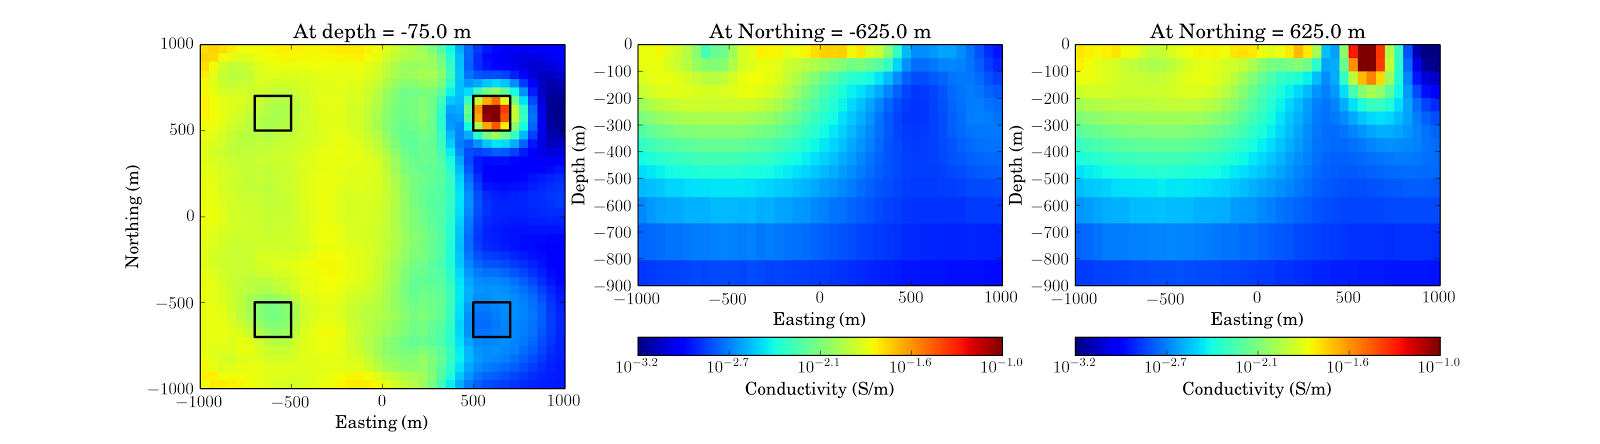 At depth = -75.0 m
1000
500
0
−500
−1000
Northing (m)
−1000 −500 0 500 1000
Easting (m)
At Northing = -625.0 m
0
−100
−200
−300
−400
−500
−600
−700
−800
−900
Depth (m)
−1000 −500 0 500 1000
Easting (m)
10^−3.2 10^−2.7 10^−2.1 10^−1.6 10^−1.0
Conductivity (S/m)
At Northing = 625.0 m
0
−100
−200
−300
−400
−500
−600
−700
−800
−900
Depth (m)
−1000 −500 0 500 1000
Easting (m)
10^−3.2 10^−2.7 10^−2.1 10^−1.6 10^−1.0
Conductivity (S/m)